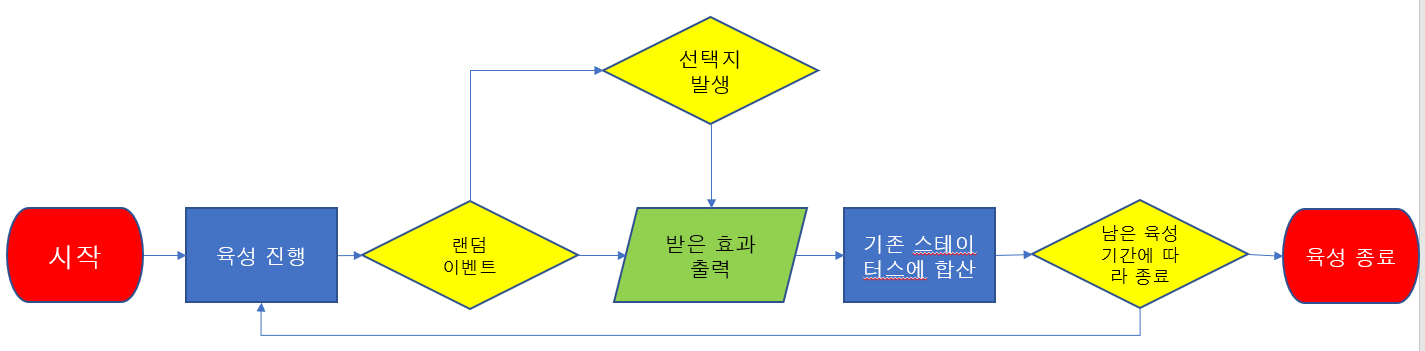 선택지
발생
시작
육성 진행
랜덤
이벤트
받은 효과
출력
기존 스테이
터스에 합산
남은 육성
기간에 따
라 종료
육성 종료